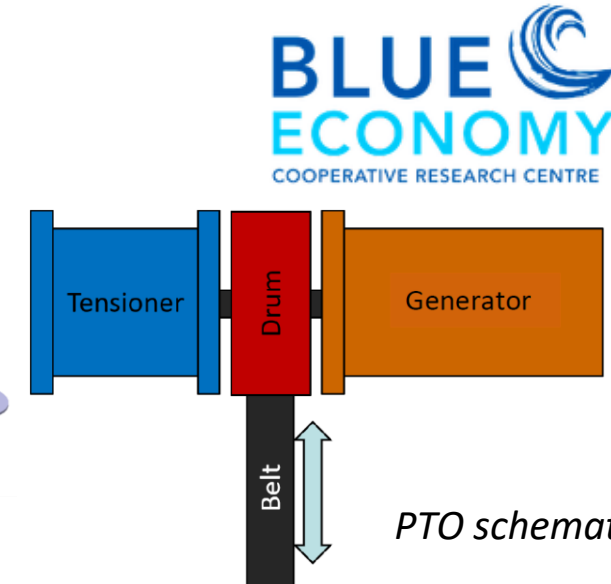 BLUE
ECONOMY
COOPERATIVE RESEARCH CENTRE
Tensioner
Drum
Generator
Belt
PTO schemat